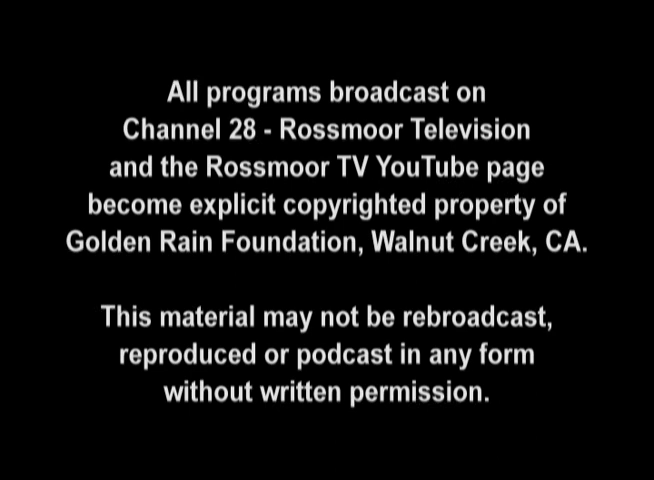 All programs broadcast on
Channel 28 - Rossmoor Television
and the Rossmoor TV YouTube page
become explicit copyrighted property of
Golden Rain Foundation, Walnut Creek, CA.
This material may not be rebroadcast,
reproduced or podcast in any form
without written permission.